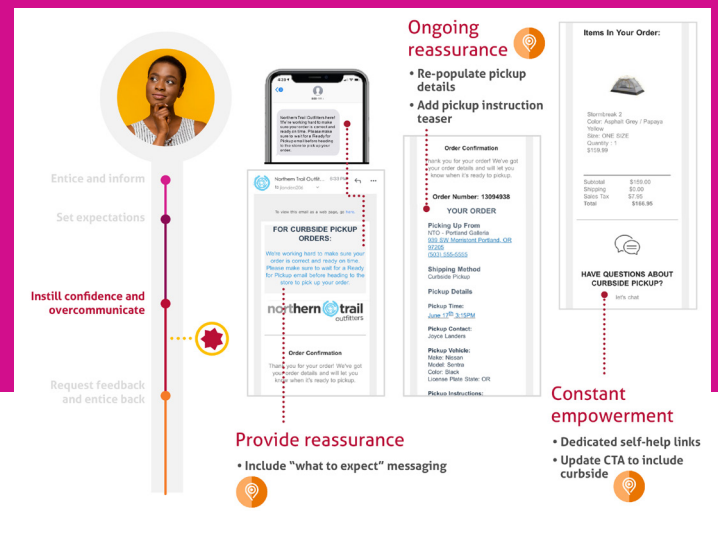 Entice and inform
Set expectations
Instill confidence and
overcommunicate
Request feedback
and entice back
Northern Trail Outfitters here!
We're working hard to make
sure your order is correct and
ready on time. Please make
sure to wait for a Ready for
Pickup email before heading
to the store to pick up your
order.
Northern Trail Outfit...
To view this email as a web page, go here.
FOR CURBSIDE PICKUP
ORDERS:
We're working hard to make sure your
order is correct and ready on time.
Please make sure to wait for a Ready
for Pickup email before heading to the
store to pick up your order.
northern trail
outfitters
Order Confirmation
Thank you for your order! We've got
your order details and will let you
know when it's ready to pickup.
Provide reassurance
• Include “what to expect” messaging
Ongoing
reassurance
• Re-populate pickup
details
• Add pickup instruction
teaser
Order Confirmation
Thank you for your order! We've got
your order details and will let you
know when it's ready to pickup.
Order Number: 13094938
YOUR ORDER
Picking Up From
NTO - Portland Galleria
939 SW Morristant Portland, OR
97205
(503) 555-5555
Shipping Method
Curbside Pickup
Pickup Details
Pickup Time:
June 17th 3:15PM
Pickup Contact:
Joyce Landers
Pickup Vehicle:
Make: Nissan
Model: Sentra
Color: Black
License Plate State: OR
Pickup Instructions:
Items In Your Order:
Stormbreak 2
Color: Asphalt Grey / Papaya
Yellow
Size: ONE SIZE
Quantity : 1
$159.99
Subtotal $159.00
Shipping $0.00
Sales Tax $7.95
Total $166.95
HAVE QUESTIONS ABOUT
CURBSIDE PICKUP?
let's chat
Constant
empowerment
• Dedicated self-help links
• Update CTA to include
curbside